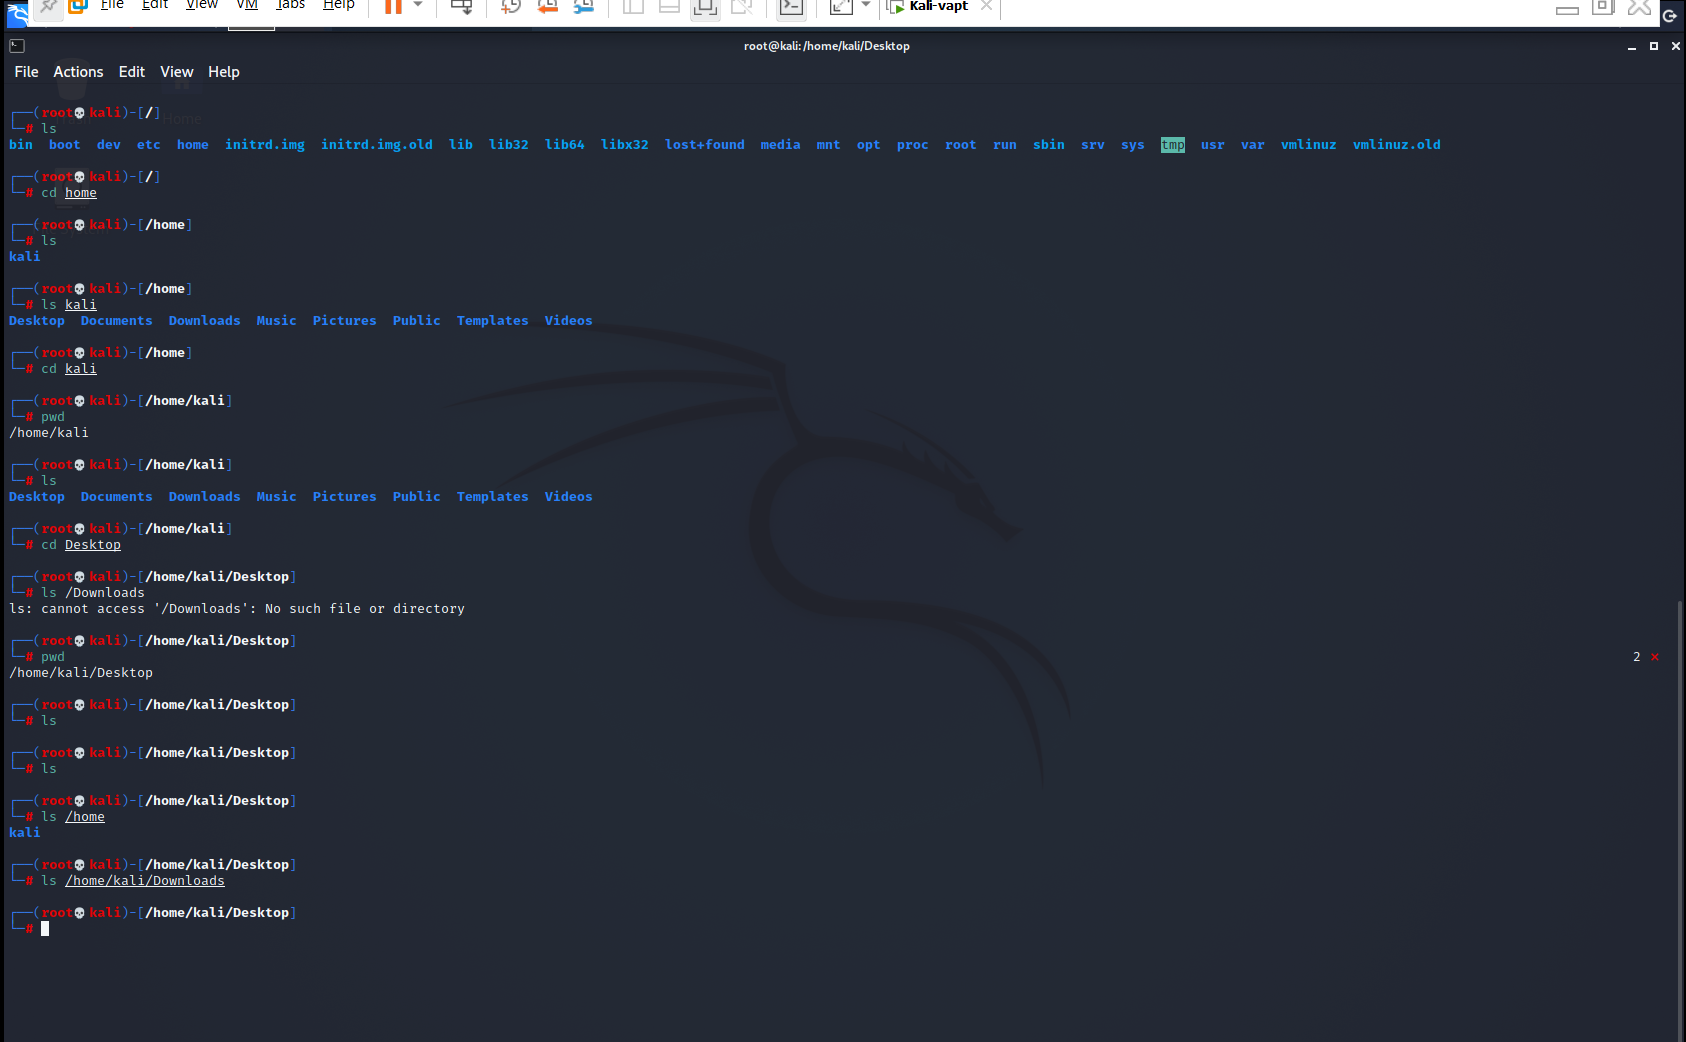 File Edit View VM Tabs Help Kali-vapt
root@kali:/home/kali/Desktop
File Actions Edit View Help
Home
┌──(root💀kali)-[/]
└─# ls
bin boot dev etc home initrd.img initrd.img.old lib lib32 lib64 libx32 lost+found media mnt opt proc root run sbin srv sys tmp usr var vmlinuz vmlinuz.old
┌──(root💀kali)-[/]
└─# cd home
┌──(root💀kali)-[/home]
└─# ls
kali
┌──(root💀kali)-[/home]
└─# ls kali
Desktop Documents Downloads Music Pictures Public Templates Videos
┌──(root💀kali)-[/home]
└─# cd kali
┌──(root💀kali)-[/home/kali]
└─# pwd
/home/kali
┌──(root💀kali)-[/home/kali]
└─# ls
Desktop Documents Downloads Music Pictures Public Templates Videos
┌──(root💀kali)-[/home/kali]
└─# cd Desktop
┌──(root💀kali)-[/home/kali/Desktop]
└─# ls /Downloads
ls: cannot access '/Downloads': No such file or directory
┌──(root💀kali)-[/home/kali/Desktop]
└─# pwd 2 ⨯
/home/kali/Desktop
┌──(root💀kali)-[/home/kali/Desktop]
└─# ls
┌──(root💀kali)-[/home/kali/Desktop]
└─# ls
┌──(root💀kali)-[/home/kali/Desktop]
└─# ls /home
kali
┌──(root💀kali)-[/home/kali/Desktop]
└─# ls /home/kali/Downloads
┌──(root💀kali)-[/home/kali/Desktop]
└─#